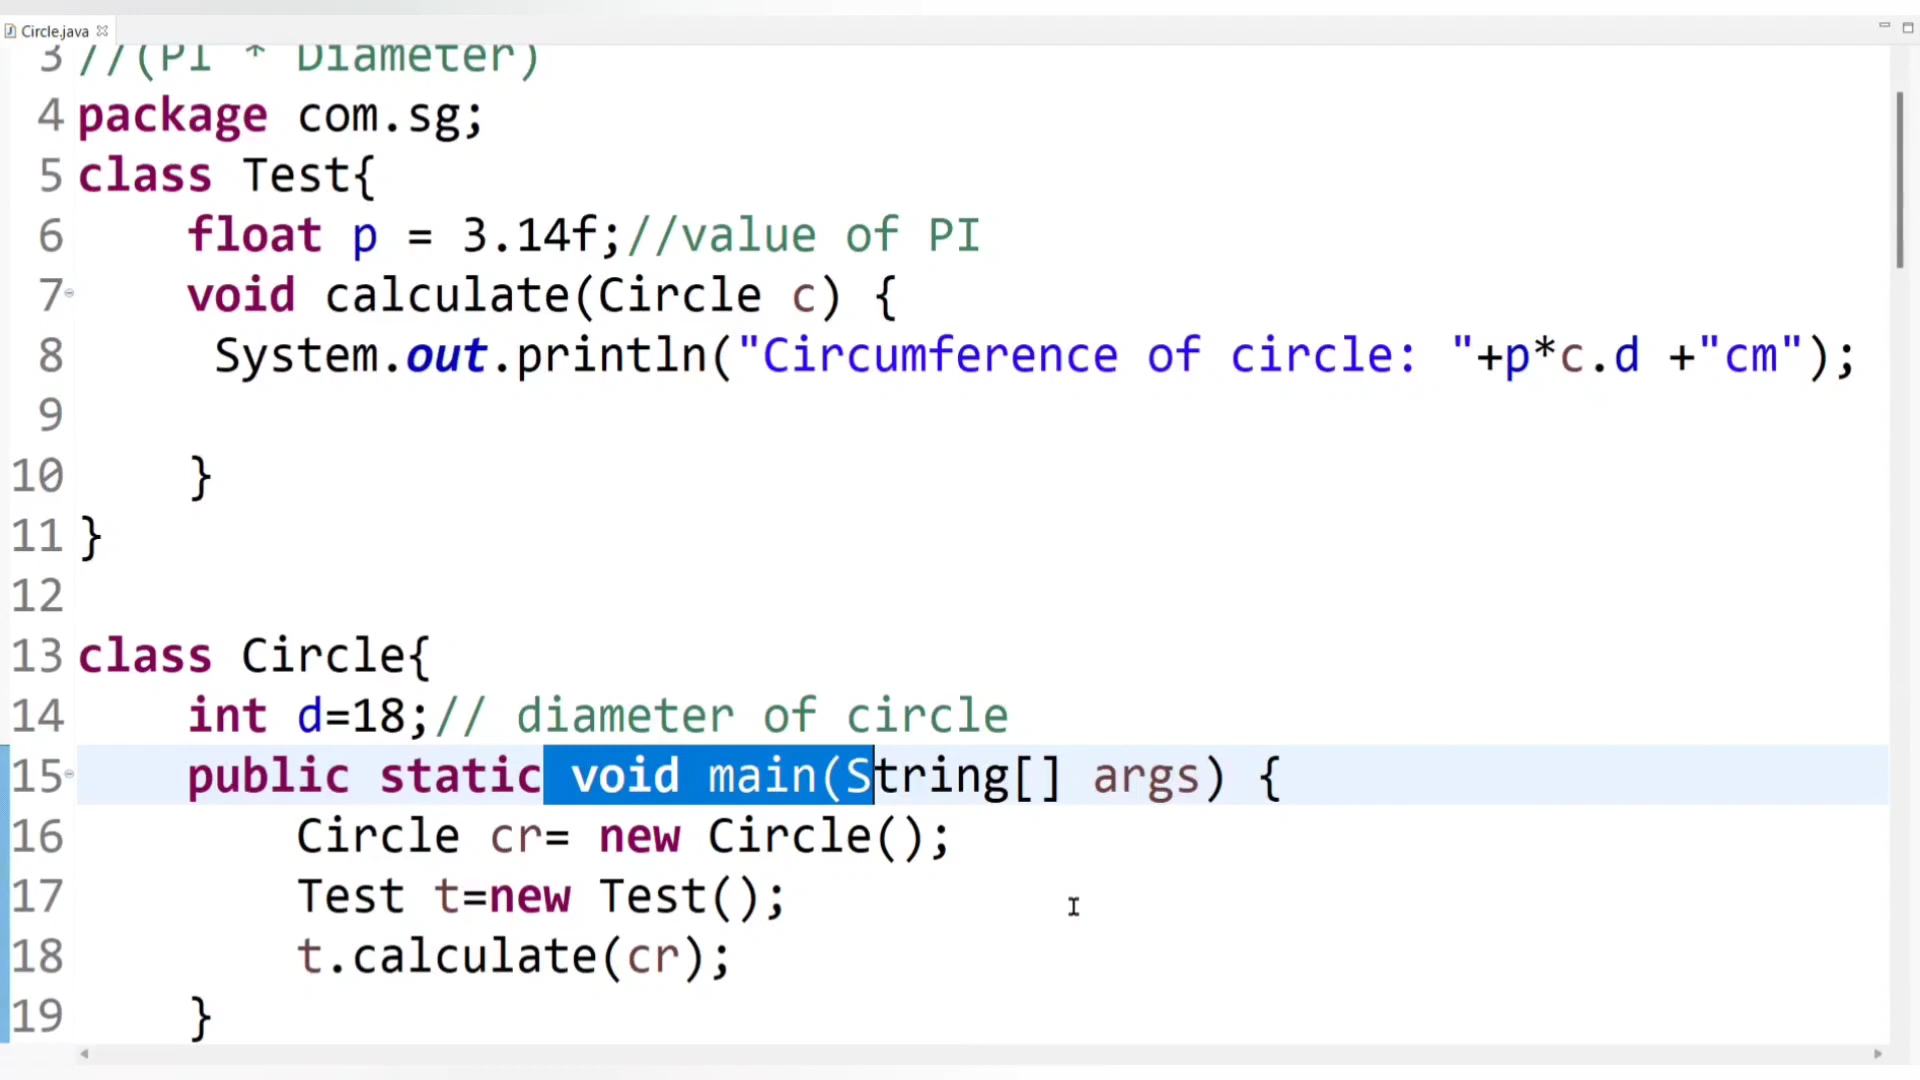 Circle.java
3 //(PI * Diameter)
4 package com.sg;
5 class Test{
6 float p = 3.14f;//value of PI
7 void calculate(Circle c) {
8 System.out.println("Circumference of circle: "+p*c.d +"cm");
9
10 }
11 }
12
13 class Circle{
14 int d=18;// diameter of circle
15 public static void main(String[] args) {
16 Circle cr= new Circle();
17 Test t=new Test();
18 t.calculate(cr);
19 }